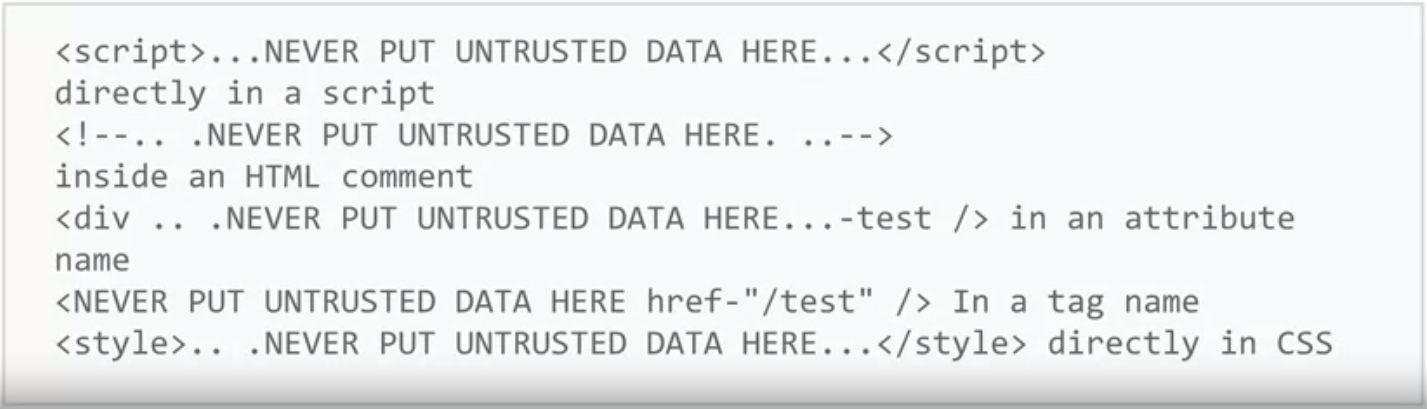 <script>...NEVER PUT UNTRUSTED DATA HERE...</script>
directly in a script
<!--.. .NEVER PUT UNTRUSTED DATA HERE. ..-->
inside an HTML comment
<div .. .NEVER PUT UNTRUSTED DATA HERE...-test /> in an attribute
name
<NEVER PUT UNTRUSTED DATA HERE href-"/test" /> In a tag name
<style>.. .NEVER PUT UNTRUSTED DATA HERE...</style> directly in CSS